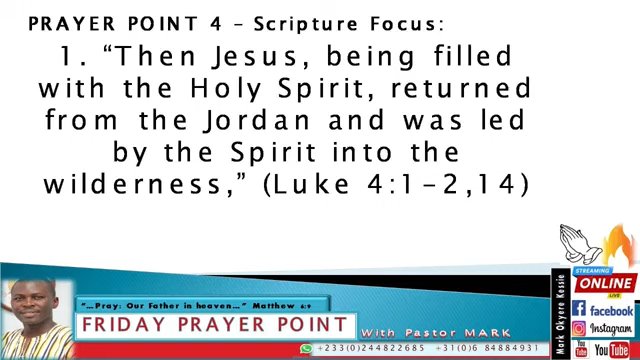 PRAYER POINT 4 – Scripture Focus:
1. “Then Jesus, being filled
with the Holy Spirit, returned
from the Jordan and was led
by the Spirit into the
wilderness,” (Luke 4:1-2,14)
“…Pray: Our Father in heaven…” Matthew 6:9
FRIDAY PRAYER POINT
With Pastor MARK
+233(0)244822685 +31(0)6 84884931
Mark Okyere Kessie
STREAMING
ONLINE
LIVE
facebook
Instagram
You Tube
YouTube